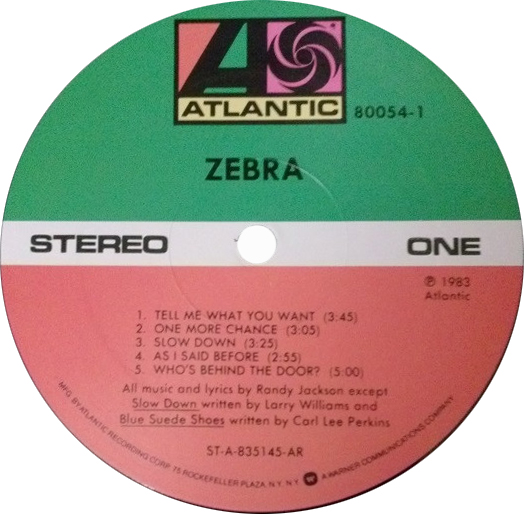 ATLANTIC
80054-1
ZEBRA
STEREO ONE
℗ 1983
Atlantic
1. TELL ME WHAT YOU WANT (3:45)
2. ONE MORE CHANCE (3:05)
3. SLOW DOWN (3:25)
4. AS I SAID BEFORE (2:55)
5. WHO'S BEHIND THE DOOR? (5:00)
All music and lyrics by Randy Jackson except
Slow Down written by Larry Williams and
Blue Suede Shoes written by Carl Lee Perkins
ST-A-835145-AR
MFG. BY ATLANTIC RECORDING CORP. 75 ROCKEFELLER PLAZA, N.Y. N.Y. A WARNER COMMUNICATIONS COMPANY